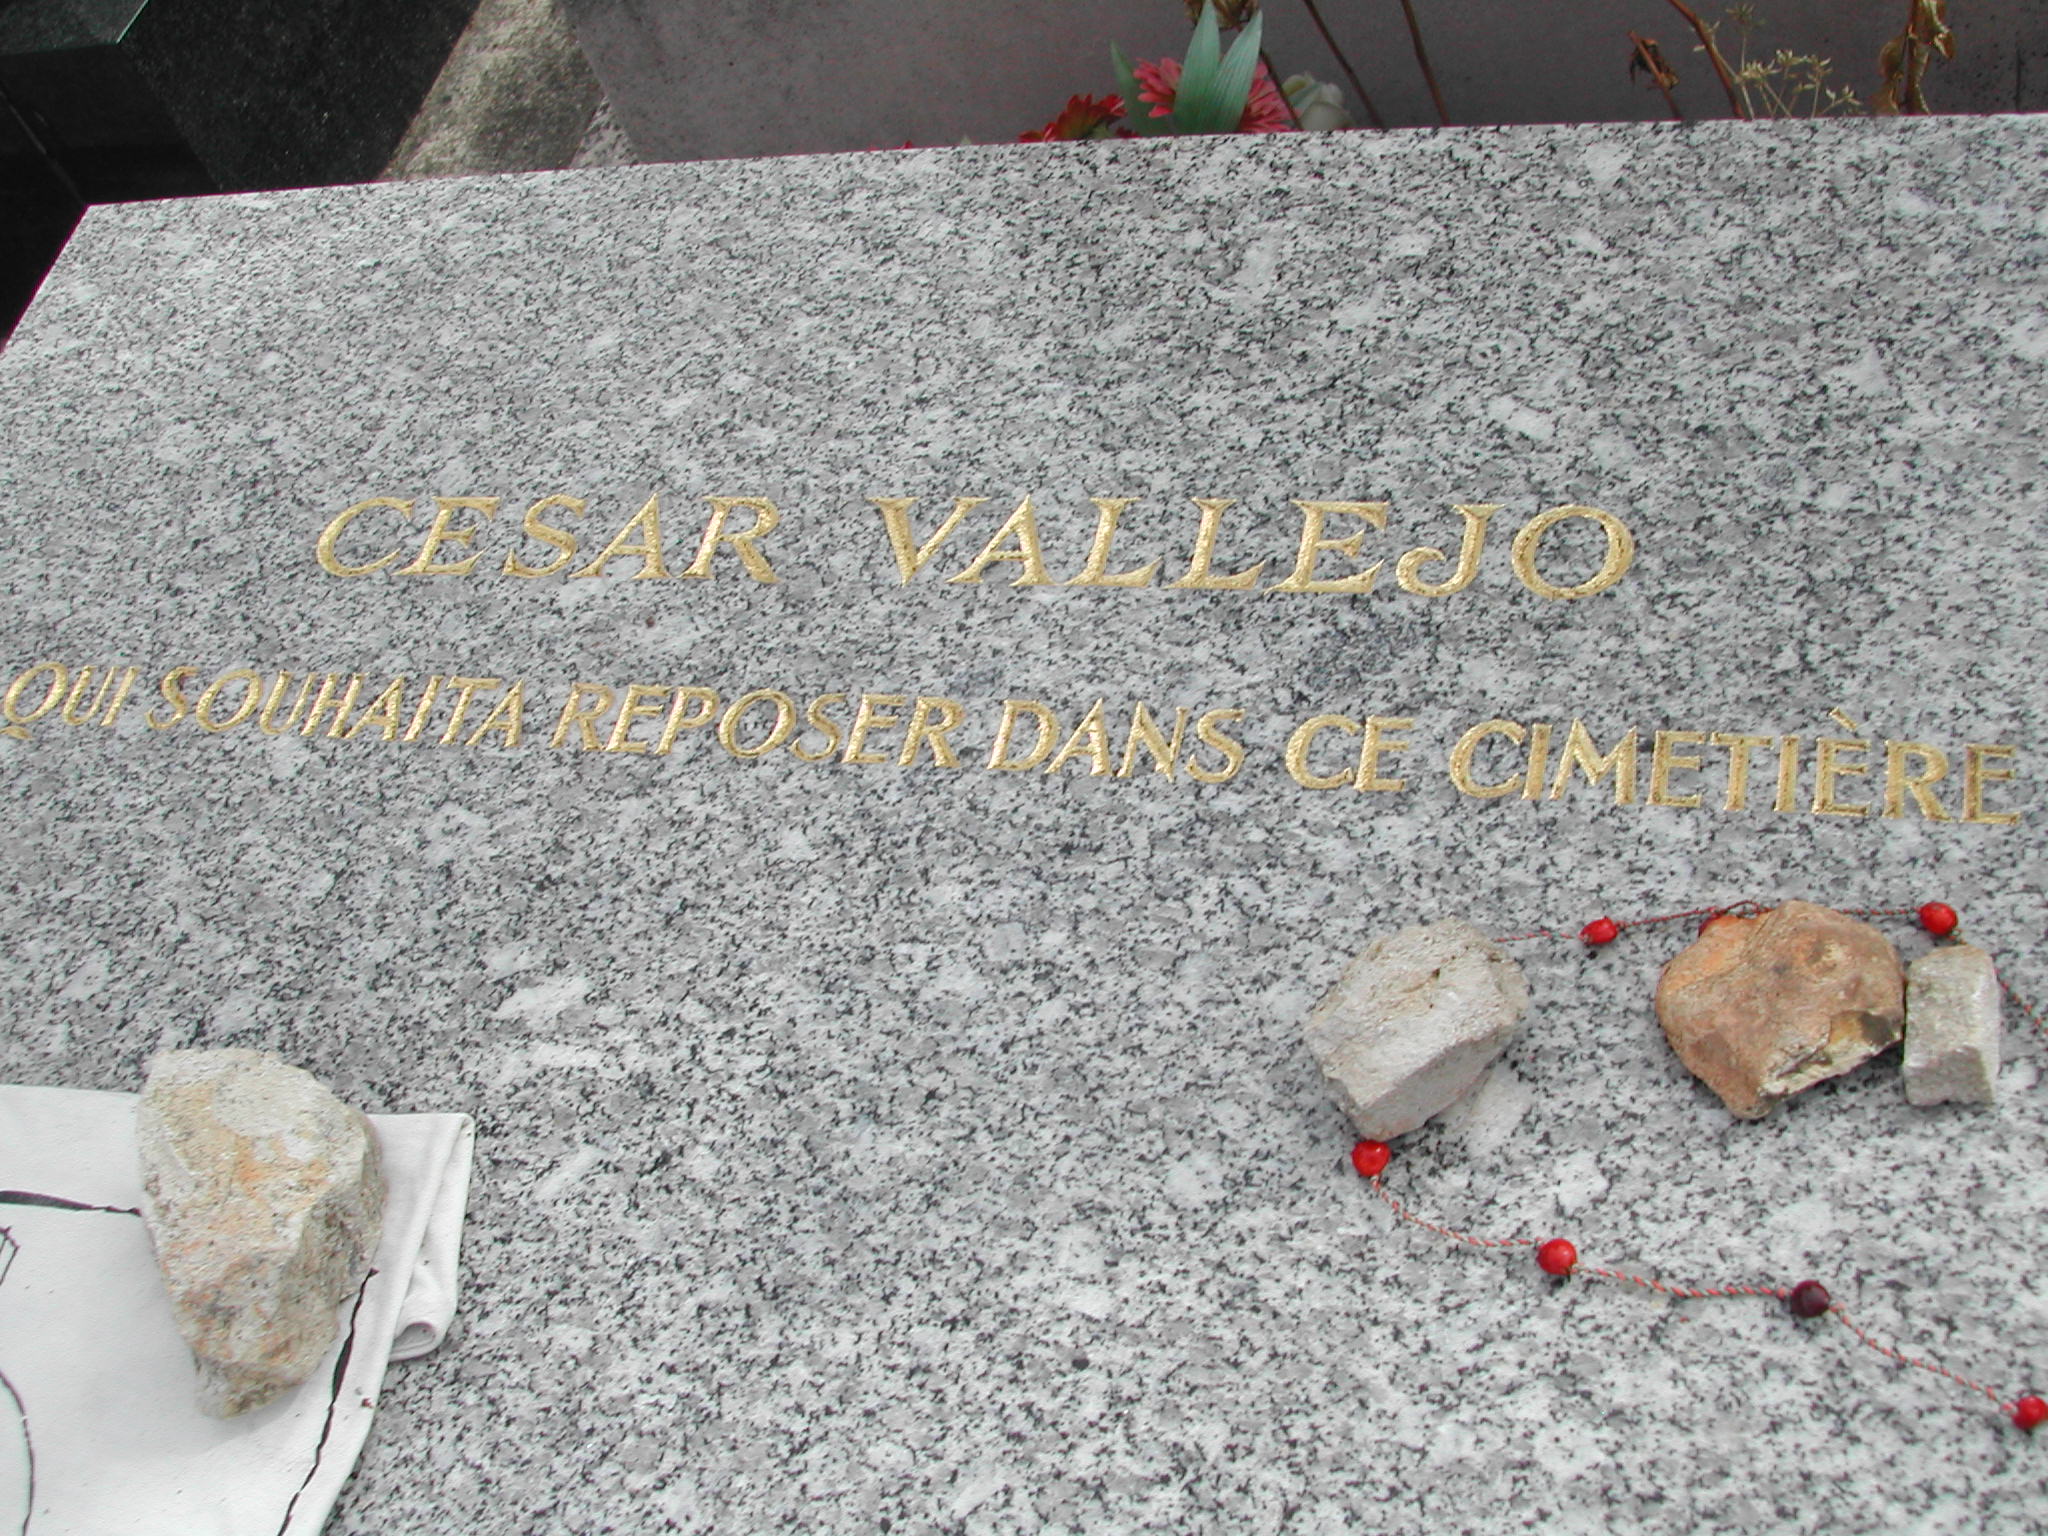 CESAR VALLEJO
QUI SOUHAITA REPOSER DANS CE CIMETIÈRE